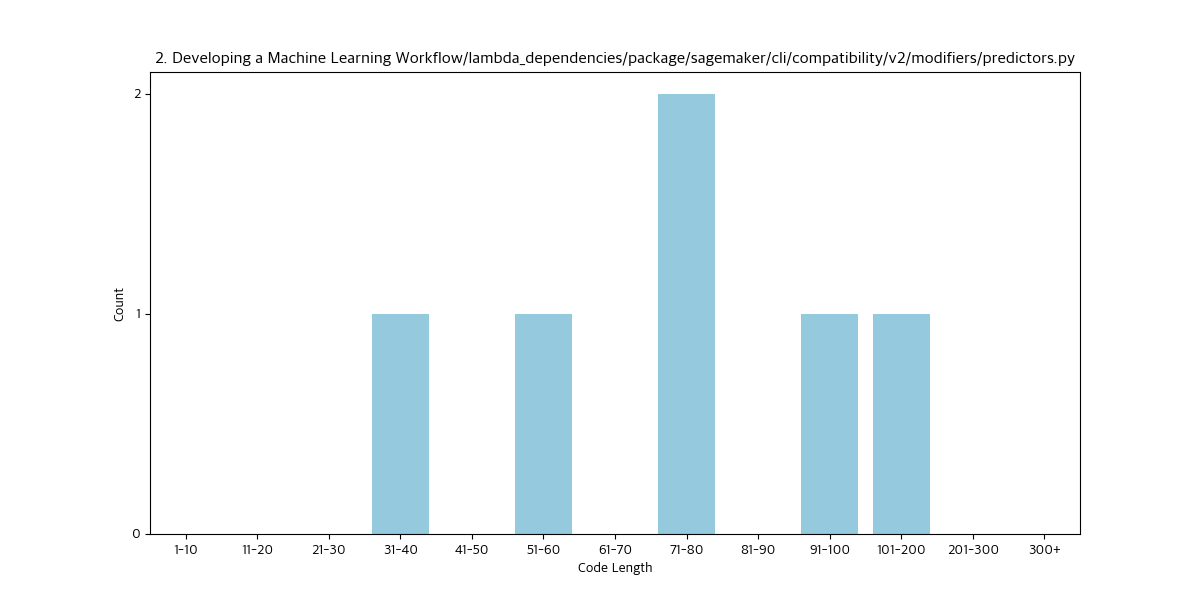 2. Developing a Machine Learning Workflow/lambda_dependencies/package/sagemaker/cli/compatibility/v2/modifiers/predictors.py
2
1
0
Count
1-10 11-20 21-30 31-40 41-50 51-60 61-70 71-80 81-90 91-100 101-200 201-300 300+
Code Length